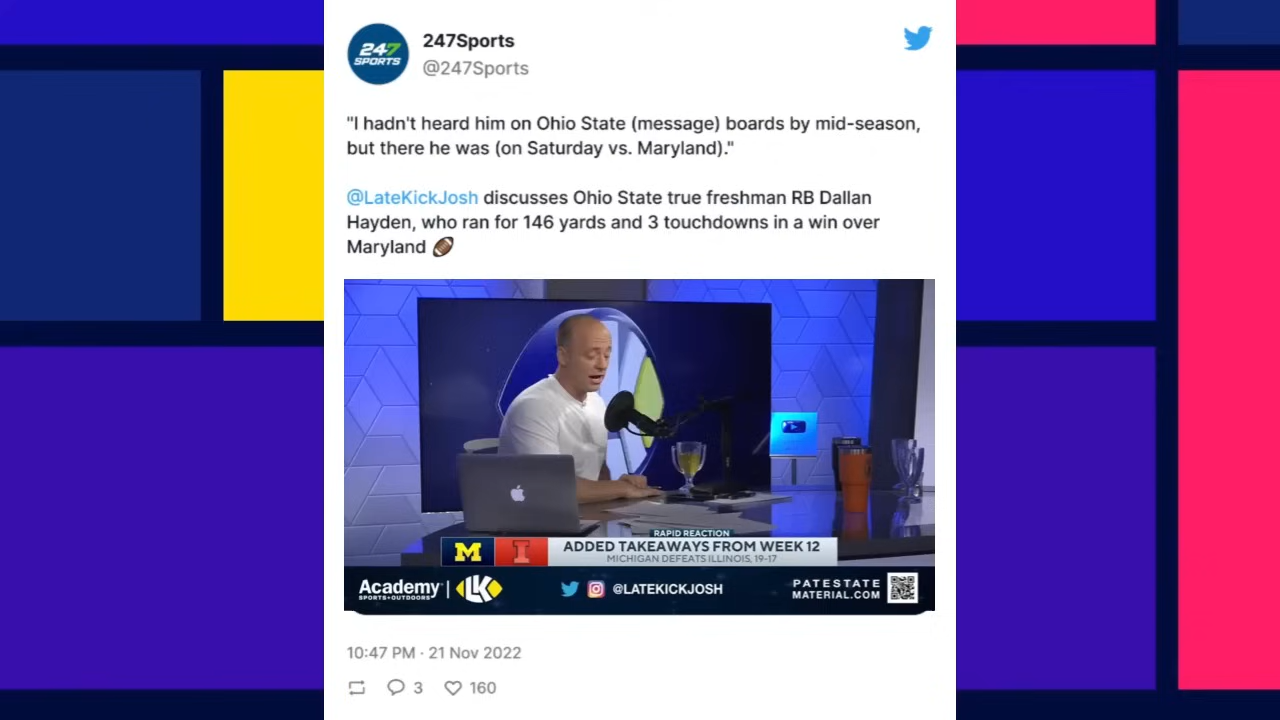 247
SPORTS
247Sports
@247Sports
"I hadn't heard him on Ohio State (message) boards by mid-season,
but there he was (on Saturday vs. Maryland)."
@LateKickJosh discusses Ohio State true freshman RB Dallan
Hayden, who ran for 146 yards and 3 touchdowns in a win over
Maryland 🏈
RAPID REACTION
M I ADDED TAKEAWAYS FROM WEEK 12
MICHIGAN DEFEATS ILLINOIS, 19-17
Academy
SPORTS+OUTDOORS
LK
@LATEKICKJOSH
PATESTATE
MATERIAL.COM
10:47 PM · 21 Nov 2022
3 160